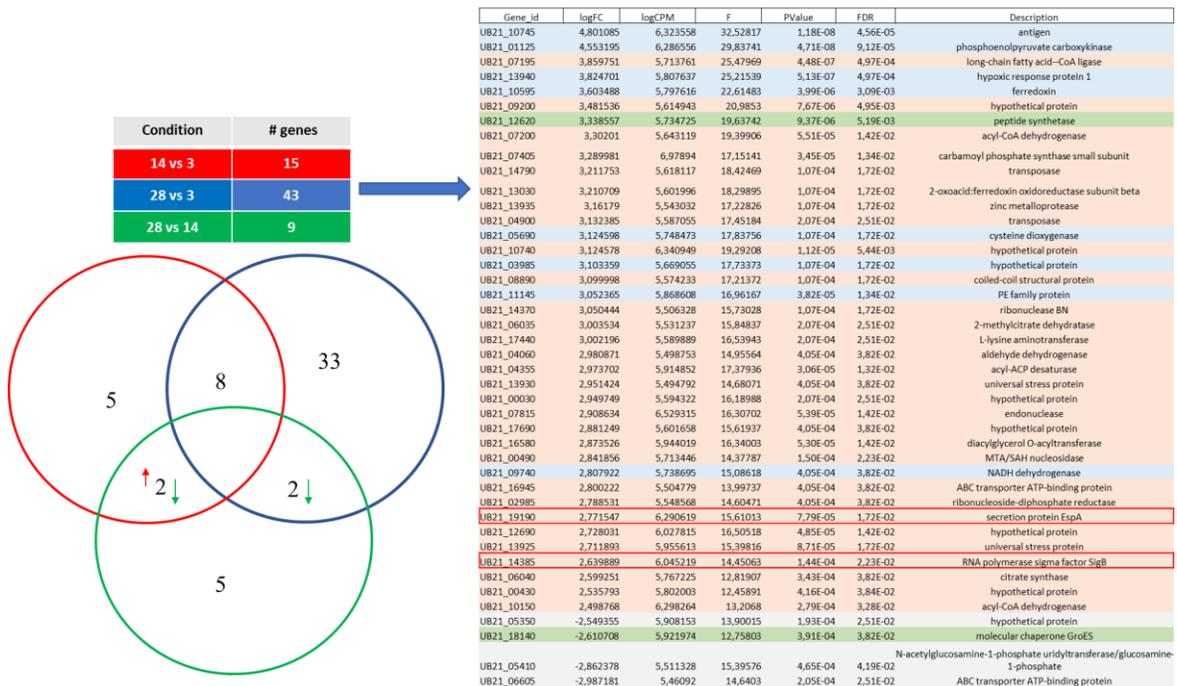 Condition # genes
14 vs 3 15
28 vs 3 43
28 vs 14 9
5
8
33
2
2
5
Gene_id logFC logCPM F PValue FDR Description
UB21_10745 4,801085 6,323558 32,52817 1,18E-08 4,56E-05 antigen
UB21_01125 4,553195 6,286556 29,83741 4,71E-08 9,12E-05 phosphoenolpyruvate carboxykinase
UB21_07195 3,859751 5,713761 25,47969 4,48E-07 4,97E-04 long-chain fatty acid--CoA ligase
UB21_13940 3,824701 5,807637 25,21539 5,13E-07 4,97E-04 hypoxic response protein 1
UB21_10595 3,603488 5,797616 22,61483 3,99E-06 3,09E-03 ferredoxin
UB21_09200 3,481536 5,614943 20,9853 7,67E-06 4,95E-03 hypothetical protein
UB21_12620 3,338557 5,734725 19,63742 9,37E-06 5,19E-03 peptide synthetase
UB21_07200 3,30201 5,643119 19,39906 5,51E-05 1,42E-02 acyl-CoA dehydrogenase
UB21_07405 3,289981 6,97894 17,15141 3,45E-05 1,34E-02 carbamoyl phosphate synthase small subunit
UB21_14790 3,211753 5,618117 18,42469 1,07E-04 1,72E-02 transposase
UB21_13030 3,210709 5,601996 18,29895 1,07E-04 1,72E-02 2-oxoacid:ferredoxin oxidoreductase subunit beta
UB21_13935 3,16179 5,543032 17,22826 1,07E-04 1,72E-02 zinc metalloprotease
UB21_04900 3,132385 5,587055 17,45184 2,07E-04 2,51E-02 transposase
UB21_05690 3,124598 5,748473 17,83756 1,07E-04 1,72E-02 cysteine dioxygenase
UB21_10740 3,124578 6,340949 19,29208 1,12E-05 5,44E-03 hypothetical protein
UB21_03985 3,103359 5,669055 17,73373 1,07E-04 1,72E-02 hypothetical protein
UB21_08890 3,099998 5,574233 17,21372 1,07E-04 1,72E-02 coiled-coil structural protein
UB21_11145 3,052365 5,868608 16,96167 3,82E-05 1,34E-02 PE family protein
UB21_14370 3,050444 5,506328 15,73028 1,07E-04 1,72E-02 ribonuclease BN
UB21_06035 3,003534 5,531237 15,84837 2,07E-04 2,51E-02 2-methylcitrate dehydratase
UB21_17440 3,002196 5,589889 16,53943 2,07E-04 2,51E-02 L-lysine aminotransferase
UB21_04060 2,980871 5,498753 14,95564 4,05E-04 3,82E-02 aldehyde dehydrogenase
UB21_04355 2,973702 5,914852 17,37936 3,06E-05 1,32E-02 acyl-ACP desaturase
UB21_13930 2,951424 5,494792 14,68071 4,05E-04 3,82E-02 universal stress protein
UB21_00030 2,949749 5,594322 16,18988 2,07E-04 2,51E-02 hypothetical protein
UB21_07815 2,908634 6,529315 16,30702 5,39E-05 1,42E-02 endonuclease
UB21_17690 2,881249 5,601658 15,61937 4,05E-04 3,82E-02 hypothetical protein
UB21_16580 2,873526 5,944019 16,34003 5,30E-05 1,42E-02 diacylglycerol O-acyltransferase
UB21_00490 2,841856 5,713446 14,37787 1,50E-04 2,23E-02 MTA/SAH nucleosidase
UB21_09740 2,807922 5,738695 15,08618 4,05E-04 3,82E-02 NADH dehydrogenase
UB21_16945 2,800222 5,504779 13,99737 4,05E-04 3,82E-02 ABC transporter ATP-binding protein
UB21_02985 2,788531 5,548568 14,60471 4,05E-04 3,82E-02 ribonucleoside-diphosphate reductase
UB21_19190 2,771547 6,290619 15,61013 7,79E-05 1,72E-02 secretion protein EspA
UB21_12690 2,728031 6,027815 16,50518 4,85E-05 1,42E-02 hypothetical protein
UB21_13925 2,711893 5,955613 15,39816 8,71E-05 1,72E-02 universal stress protein
UB21_14385 2,639889 6,045219 14,45063 1,44E-04 2,23E-02 RNA polymerase sigma factor SigB
UB21_06040 2,599251 5,767225 12,81907 3,43E-04 3,82E-02 citrate synthase
UB21_00430 2,535793 5,802003 12,45891 4,16E-04 3,84E-02 hypothetical protein
UB21_10150 2,498768 6,298264 13,2068 2,79E-04 3,28E-02 acyl-CoA dehydrogenase
UB21_05350 -2,549355 5,908153 13,90015 1,93E-04 2,51E-02 hypothetical protein
UB21_18140 -2,610708 5,921974 12,75803 3,91E-04 3,82E-02 molecular chaperone GroES
N-acetylglucosamine-1-phosphate uridyltransferase/glucosamine-
UB21_05410 -2,862378 5,511328 15,39576 4,65E-04 4,19E-02 1-phosphate
UB21_06605 -2,987181 5,46092 14,6403 2,05E-04 2,51E-02 ABC transporter ATP-binding protein